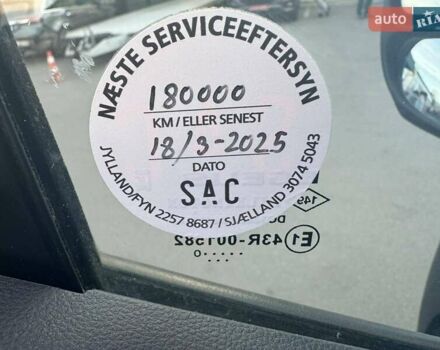 NÆSTE SERVICEEFTERSYN
180000
KM / ELLER SENEST
18/3-2025
DATO
SAC
JYLLAND/FYN 2257 8687 / SJÆLLAND 3074 5043
149
E1 43R-001582
auto RIA